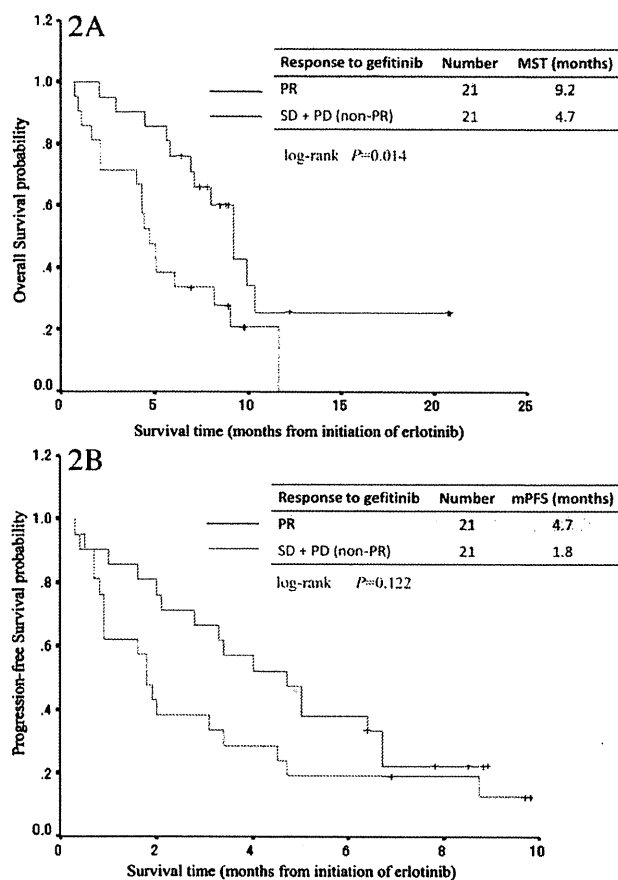 2A
Response to gefitinib Number MST (months)
PR 21 9.2
SD + PD (non-PR) 21 4.7
log-rank P=0.014
Overall Survival probability
1.2
1.0
.8
.6
.4
.2
0.0
0 5 10 15 20 25
Survival time (months from initiation of erlotinib)
2B
Response to gefitinib Number mPFS (months)
PR 21 4.7
SD + PD (non-PR) 21 1.8
log-rank P=0.122
Progression-free Survival probability
1.2
1.0
.8
.6
.4
.2
0.0
0 2 4 6 8 10
Survival time (months from initiation of erlotinib)